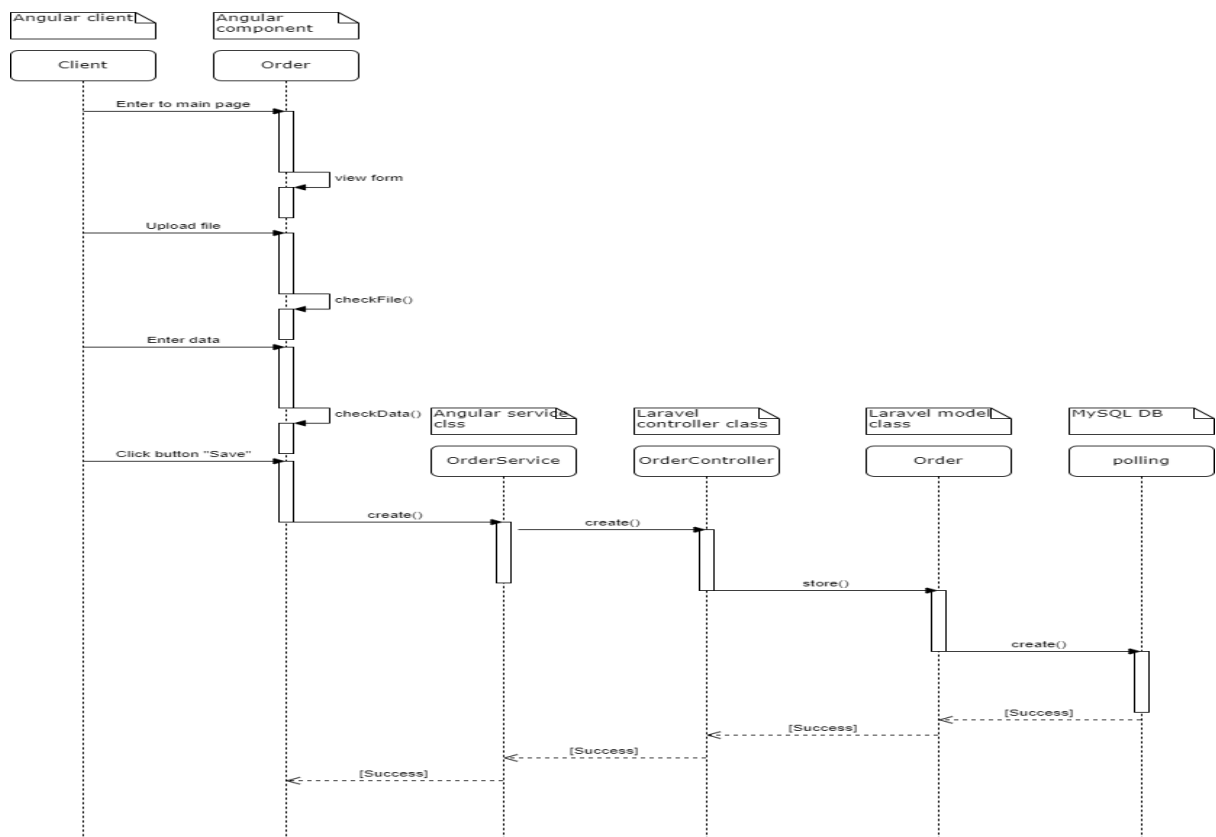 Angular client
Angular
component
Client
Order
Enter to main page
view form
Upload file
checkFile()
Enter data
checkData()
Angular service
clss
Laravel
controller class
Laravel model
class
MySQL DB
Click button "Save"
OrderService
OrderController
Order
polling
create()
create()
store()
create()
[Success]
[Success]
[Success]
[Success]